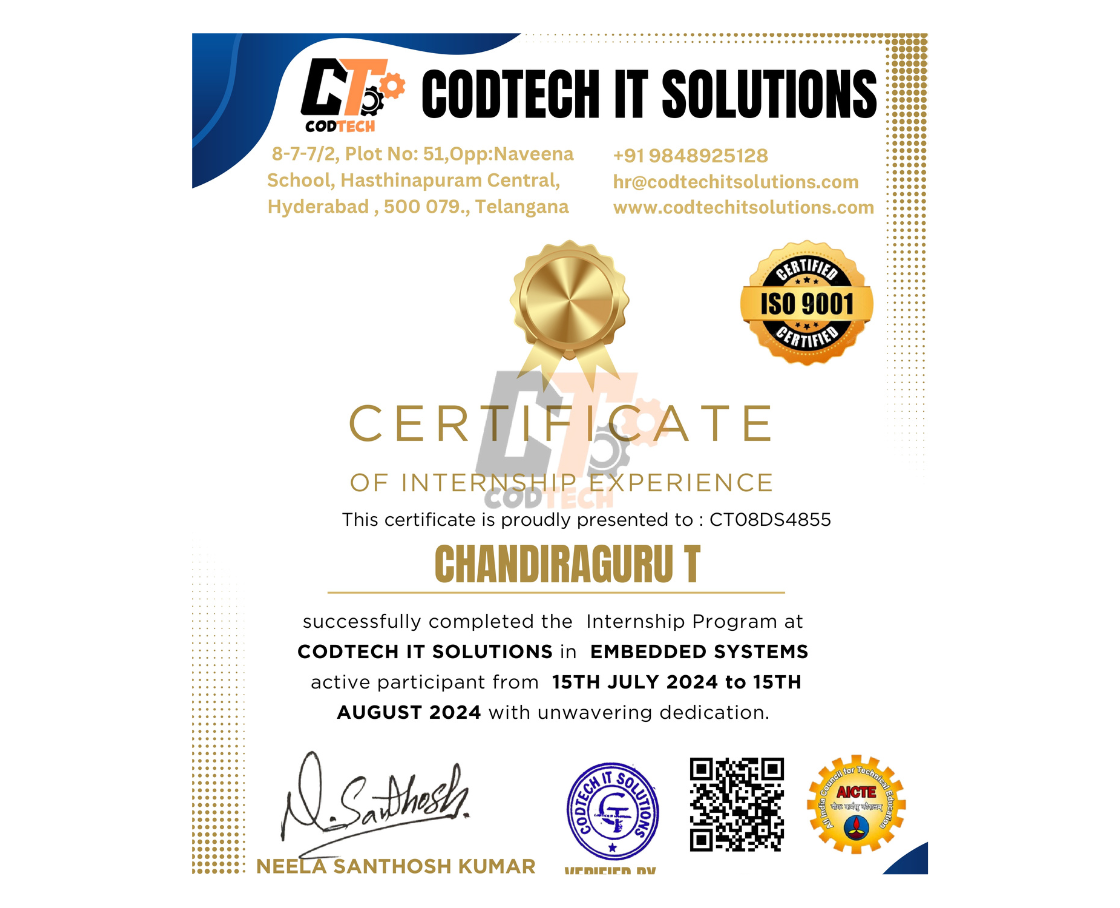 CT
CODTECH
CODTECH IT SOLUTIONS
8-7-7/2, Plot No: 51,Opp:Naveena
School, Hasthinapuram Central,
Hyderabad , 500 079., Telangana
+91 9848925128
hr@codtechitsolutions.com
www.codtechitsolutions.com
CERTIFIED
ISO 9001
CERTIFIED
CT
CODTECH
CERTIFICATE
OF INTERNSHIP EXPERIENCE
This certificate is proudly presented to : CT08DS4855
CHANDIRAGURU T
successfully completed the Internship Program at
CODTECH IT SOLUTIONS in EMBEDDED SYSTEMS
active participant from 15TH JULY 2024 to 15TH
AUGUST 2024 with unwavering dedication.
N. Santhosh.
NEELA SANTHOSH KUMAR
CODTECH IT SOLUTIONS
VERIFIED BY
All India Council for Technical Education
AICTE